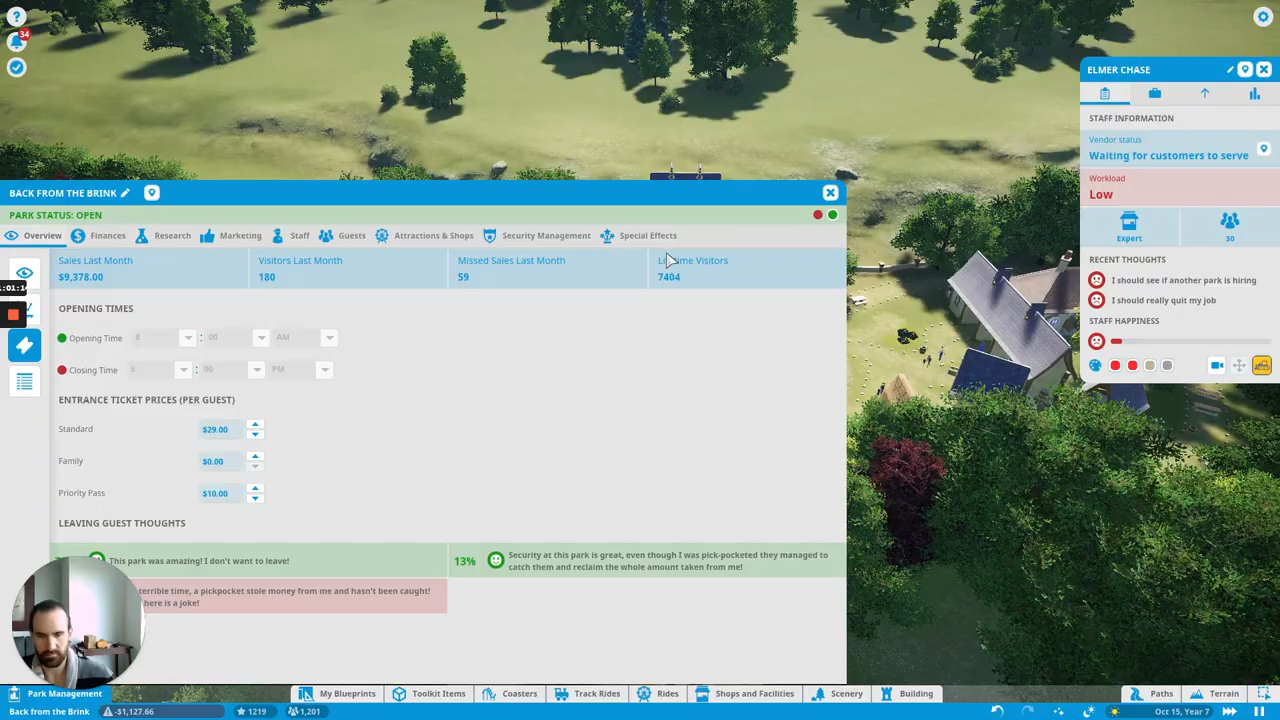 34
ELMER CHASE
STAFF INFORMATION
Vendor status
Waiting for customers to serve
Workload
Low
Expert
30
RECENT THOUGHTS
I should see if another park is hiring
I should really quit my job
STAFF HAPPINESS
BACK FROM THE BRINK
PARK STATUS: OPEN
Overview
Finances
Research
Marketing
Staff
Guests
Attractions & Shops
Security Management
Special Effects
Sales Last Month
$9,378.00
Visitors Last Month
180
Missed Sales Last Month
59
Visitors
7404
OPENING TIMES
Opening Time
8 : 00 AM
Closing Time
6 : 00 PM
ENTRANCE TICKET PRICES (PER GUEST)
Standard
$29.00
Family
$0.00
Priority Pass
$10.00
LEAVING GUEST THOUGHTS
This park was amazing! I don't want to leave!
13%
Security at this park is great, even though I was pick-pocketed they managed to
catch them and reclaim the whole amount taken from me!
terrible time, a pickpocket stole money from me and hasn't been caught!
here is a joke!
Park Management
My Blueprints
Toolkit Items
Coasters
Track Rides
Rides
Shops and Facilities
Scenery
Building
Paths
Terrain
Back from the Brink
-$1,127.66
1219
1,201
Oct 15, Year 7